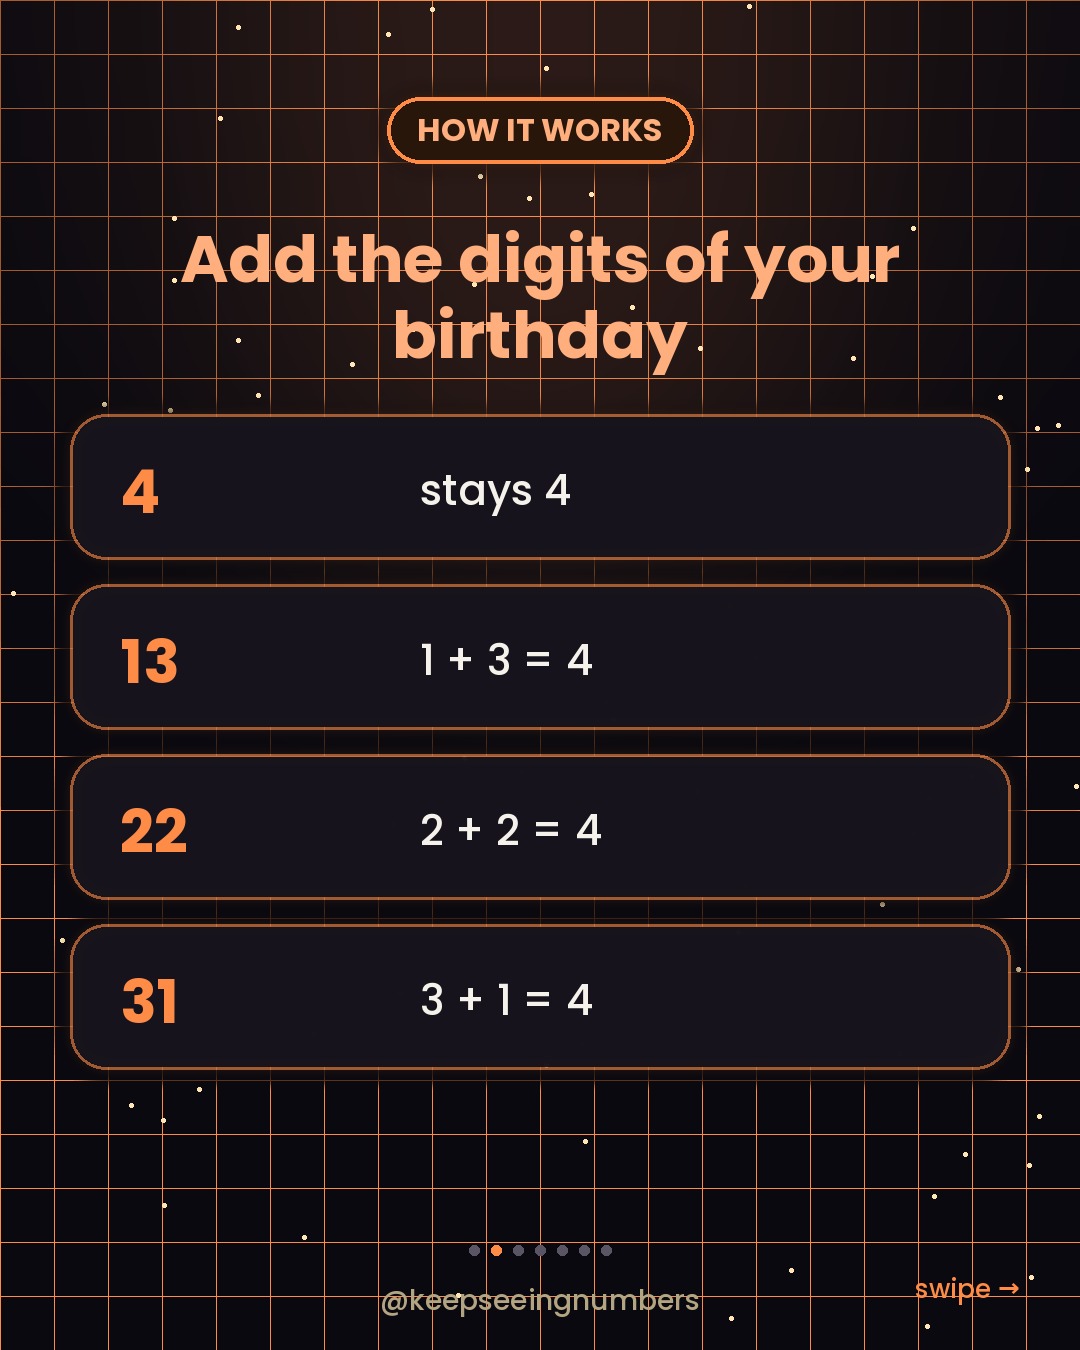 HOW IT WORKS
Add the digits of your
birthday
4 stays 4
13 1 + 3 = 4
22 2 + 2 = 4
31 3 + 1 = 4
@keepseeingnumbers
swipe →